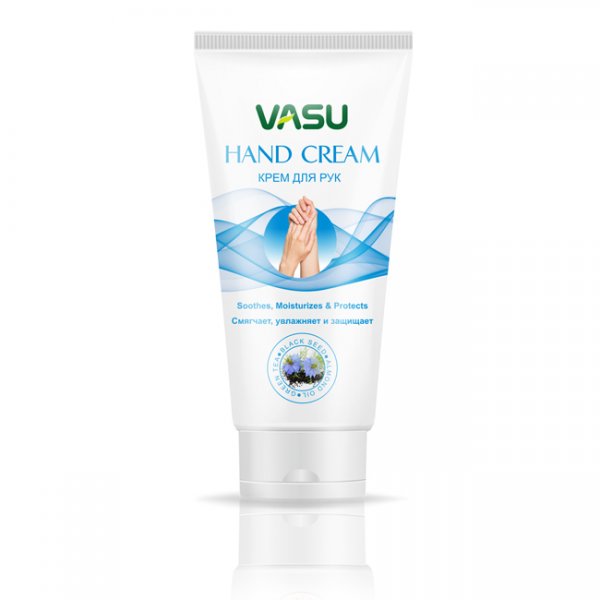 VASU
HAND CREAM
КРЕМ ДЛЯ РУК
Soothes, Moisturizes & Protects
Смягчает, увлажняет и защищает
GREEN TEA • BLACK SEED • ALMOND OIL •